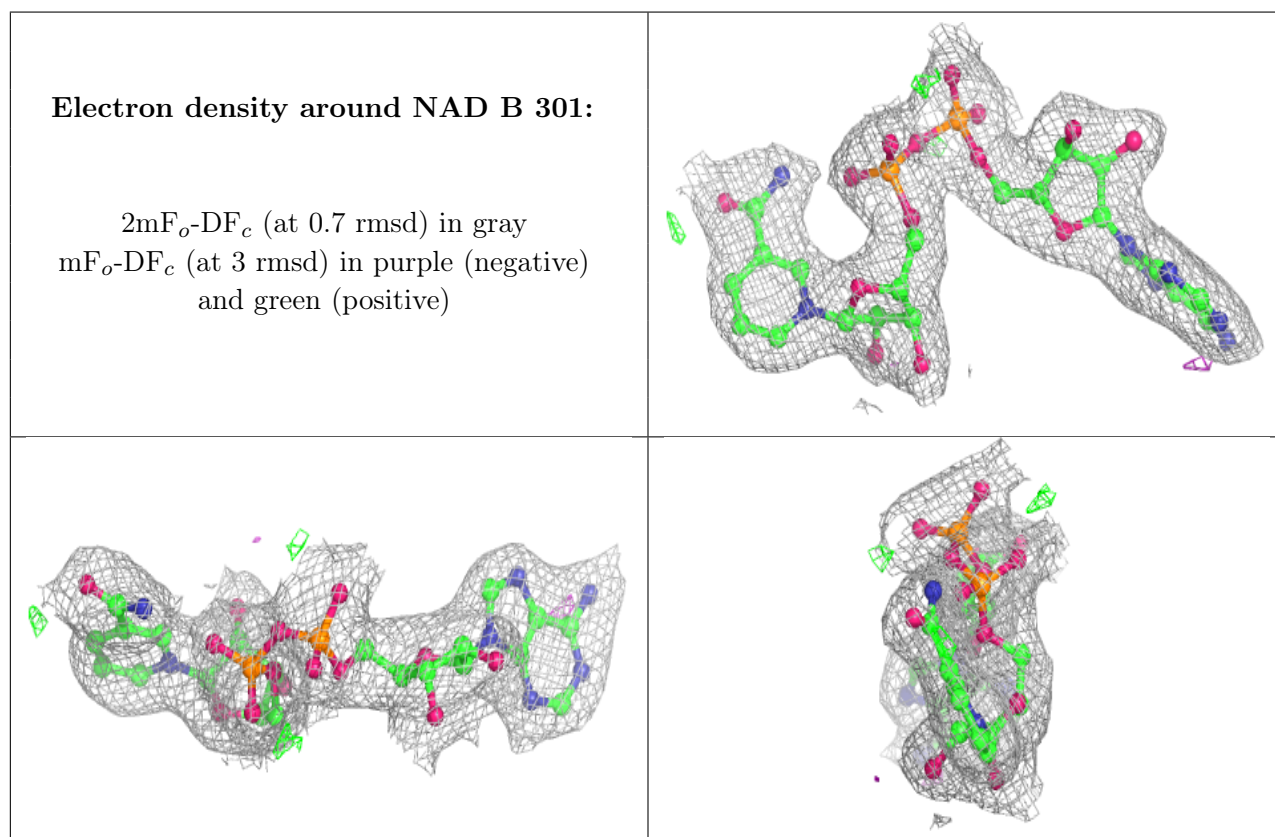 Electron density around NAD B 301:
2mFo-DFc (at 0.7 rmsd) in gray
mFo-DFc (at 3 rmsd) in purple (negative)
and green (positive)